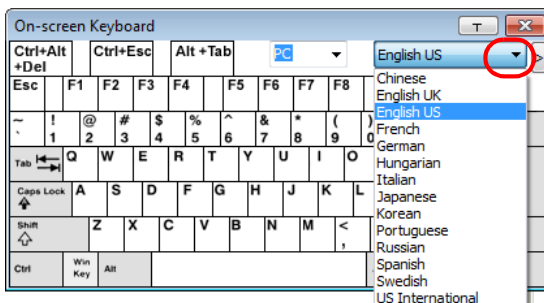 On-screen Keyboard
Ctrl+Alt +Del Ctrl+Esc Alt +Tab PC English US >
Esc F1 F2 F3 F4 F5 F6 F7 F8
~ ! @ # $ % ^ & * ( )
` 1 2 3 4 5 6 7 8 9 0
Tab Q W E R T Y U I O
Caps Lock A S D F G H J K L
Shift Z X C V B N M < ,
Ctrl Win Key Alt
Chinese
English UK
English US
French
German
Hungarian
Italian
Japanese
Korean
Portuguese
Russian
Spanish
Swedish
US International